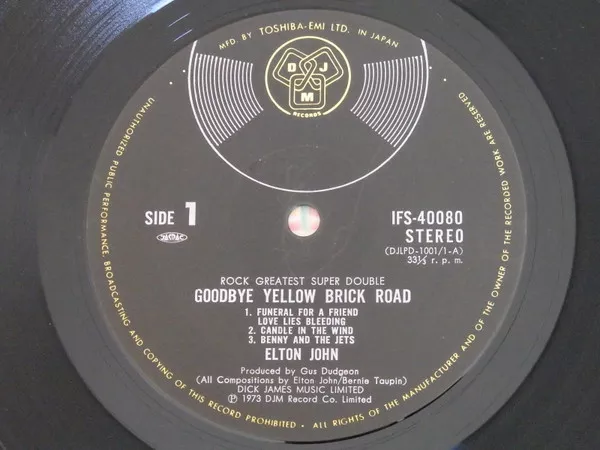 MFD BY TOSHIBA-EMI LTD. IN JAPAN
DJM
RECORDS
SIDE 1
JASRAC
IFS-40080
STEREO
(DJLPD-1001/1-A)
33⅓ r. p. m.
ROCK GREATEST SUPER DOUBLE
GOODBYE YELLOW BRICK ROAD
1. FUNERAL FOR A FRIEND
LOVE LIES BLEEDING
2. CANDLE IN THE WIND
3. BENNY AND THE JETS
ELTON JOHN
Produced by Gus Dudgeon
(All Compositions by Elton John/Bernie Taupin)
DICK JAMES MUSIC LIMITED
Ⓟ 1973 DJM Record Co. Limited
UNAUTHORIZED PUBLIC PERFORMANCE, BROADCASTING AND COPYING OF THIS RECORD PROHIBITED • ALL RIGHTS OF THE MANUFACTURER AND OF THE OWNER OF THE RECORDED WORK ARE RESERVED